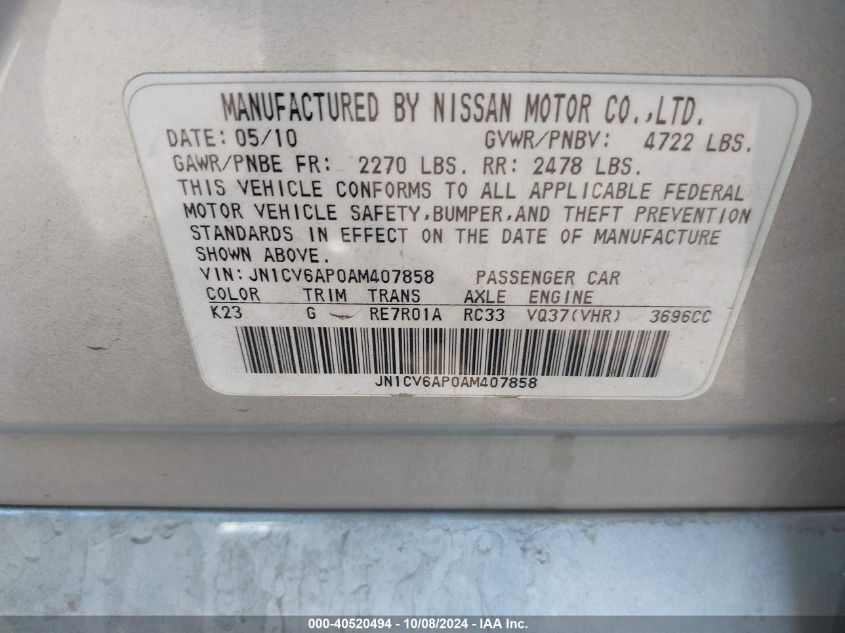 MANUFACTURED BY NISSAN MOTOR CO.,LTD.
DATE: 05/10 GVWR/PNBV: 4722 LBS.
GAWR/PNBE FR: 2270 LBS. RR: 2478 LBS.
THIS VEHICLE CONFORMS TO ALL APPLICABLE FEDERAL
MOTOR VEHICLE SAFETY,BUMPER,AND THEFT PREVENTION
STANDARDS IN EFFECT ON THE DATE OF MANUFACTURE
SHOWN ABOVE.
VIN: JN1CV6AP0AM407858 PASSENGER CAR
COLOR TRIM TRANS AXLE ENGINE
K23 G RE7R01A RC33 VQ37(VHR) 3696CC
JN1CV6AP0AM407858
000-40520494 - 10/08/2024 - IAA Inc.